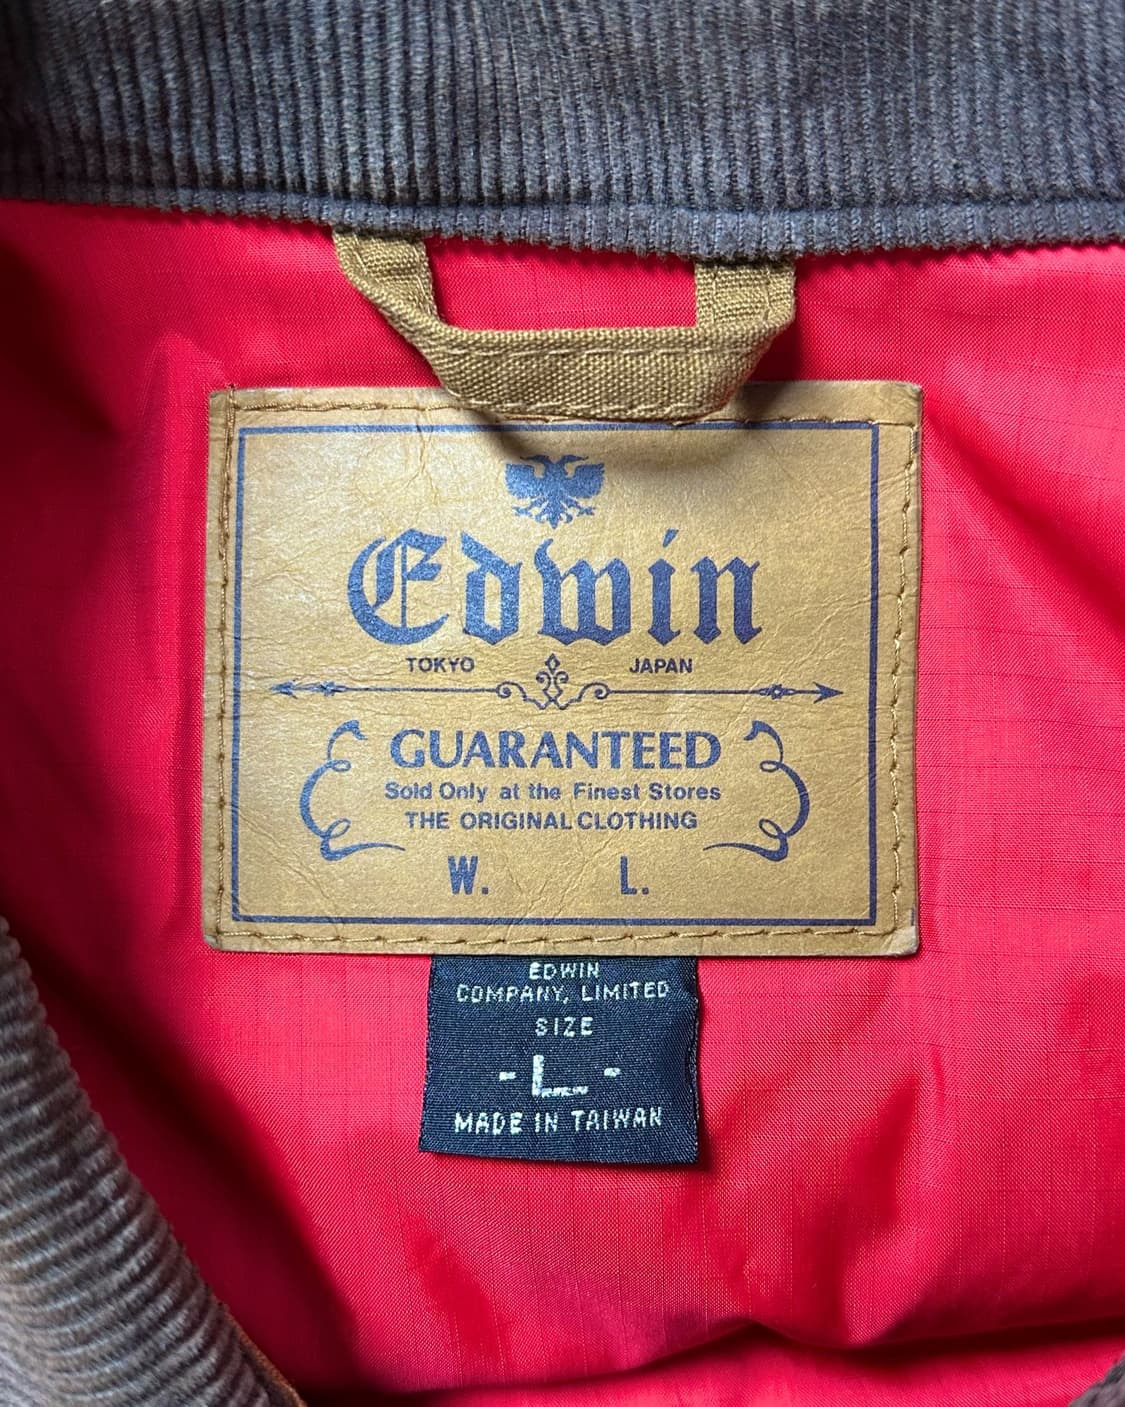 Edwin
TOKYO JAPAN
GUARANTEED
Sold Only at the Finest Stores
THE ORIGINAL CLOTHING
W. L.
EDWIN
COMPANY, LIMITED
SIZE
-L-
MADE IN TAIWAN